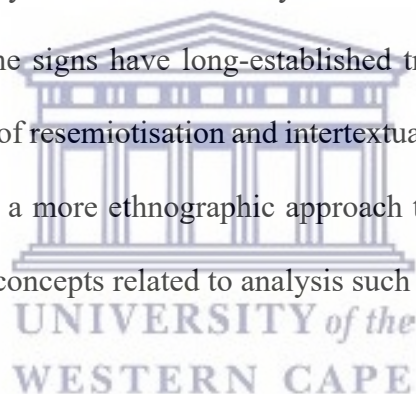 he signs have long-established tr
of resemiotisation and intertextua
a more ethnographic approach t
concepts related to analysis such
UNIVERSITY of the
WESTERN CAPE